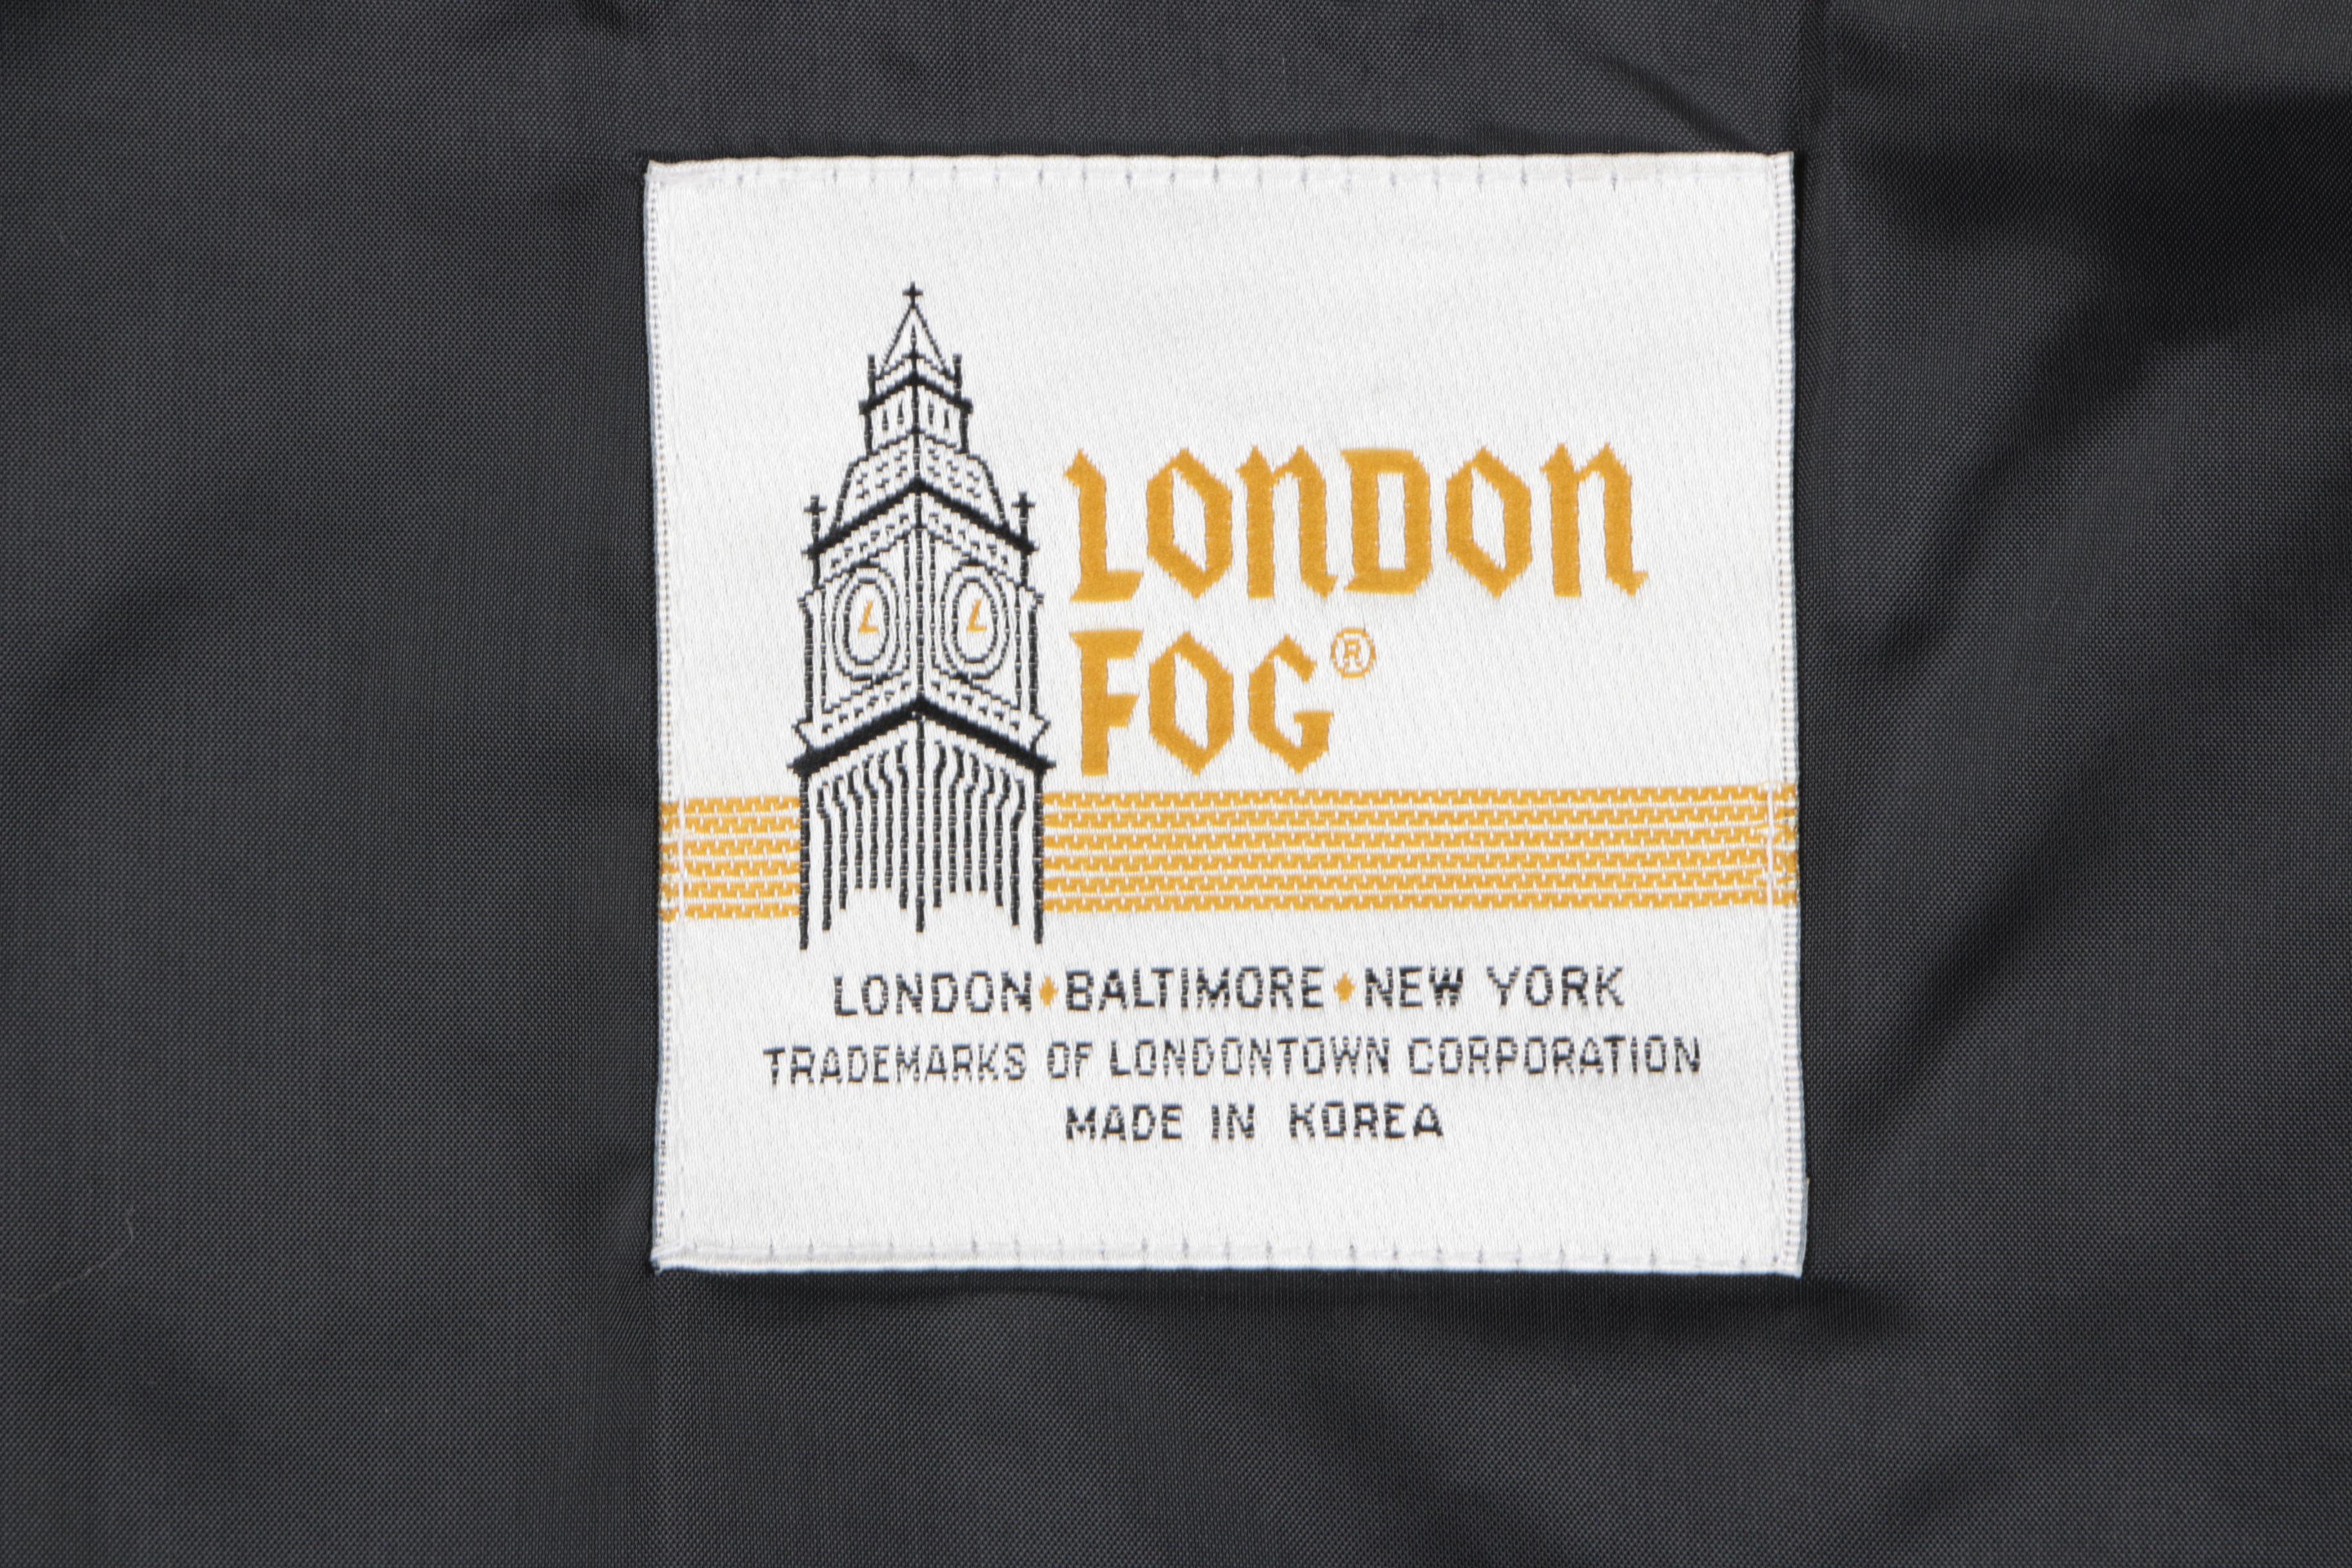 LONDON
FOG®
L L
LONDON♦BALTIMORE♦NEW YORK
TRADEMARKS OF LONDONTOWN CORPORATION
MADE IN KOREA